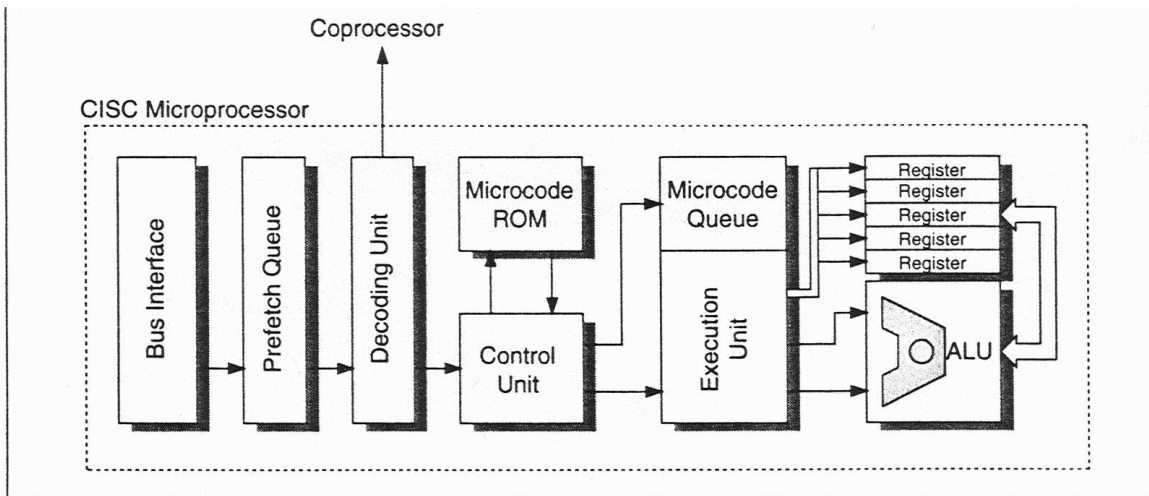 Coprocessor
CISC Microprocessor
Bus Interface
Prefetch Queue
Decoding Unit
Microcode
ROM
Control
Unit
Microcode
Queue
Execution
Unit
Register
Register
Register
Register
Register
ALU